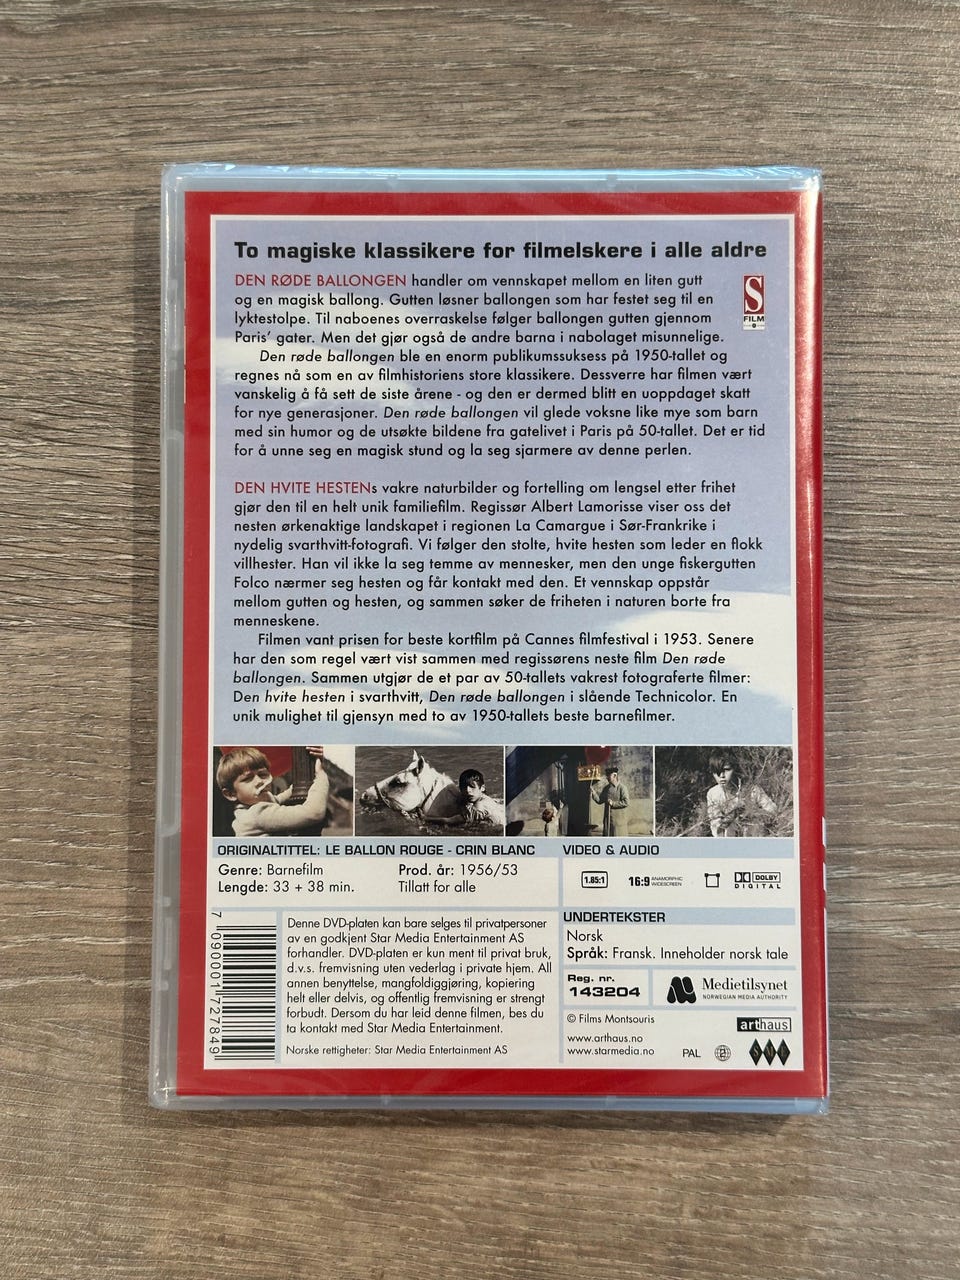 To magiske klassikere for filmelskere i alle aldre
DEN RØDE BALLONGEN handler om vennskapet mellom en liten gutt
og en magisk ballong. Gutten løsner ballongen som har festet seg til en
lyktestolpe. Til naboenes overraskelse følger ballongen gutten gjennom
Paris' gater. Men det gjør også de andre barna i nabolaget misunnelige.
Den røde ballongen ble en enorm publikumssuksess på 1950-tallet og
regnes nå som en av filmhistoriens store klassikere. Dessverre har filmen vært
vanskelig å få sett de siste årene - og den er dermed blitt en uoppdaget skatt
for nye generasjoner. Den røde ballongen vil glede voksne like mye som barn
med sin humor og de utsøkte bildene fra gatelivet i Paris på 50-tallet. Det er tid
for å unne seg en magisk stund og la seg sjarmere av denne perlen.
S
FILM
DEN HVITE HESTENs vakre naturbilder og fortelling om lengsel etter frihet
gjør den til en helt unik familiefilm. Regissør Albert Lamorisse viser oss det
nesten ørkenaktige landskapet i regionen La Camargue i Sør-Frankrike i
nydelig svarthvitt-fotografi. Vi følger den stolte, hvite hesten som leder en flokk
villhester. Han vil ikke la seg temme av mennesker, men den unge fiskergutten
Folco nærmer seg hesten og får kontakt med den. Et vennskap oppstår
mellom gutten og hesten, og sammen søker de friheten i naturen borte fra
menneskene.
Filmen vant prisen for beste kortfilm på Cannes filmfestival i 1953. Senere
har den som regel vært vist sammen med regissørens neste film Den røde
ballongen. Sammen utgjør de et par av 50-tallets vakrest fotograferte filmer:
Den hvite hesten i svarthvitt, Den røde ballongen i slående Technicolor. En
unik mulighet til gjensyn med to av 1950-tallets beste barnefilmer.
ORIGINALTITTEL: LE BALLON ROUGE - CRIN BLANC
Genre: Barnefilm
Prod. år: 1956/53
Lengde: 33 + 38 min.
Tillatt for alle
VIDEO & AUDIO
1.85:1
16:9 ANAMORPHIC WIDESCREEN
DOLBY
DIGITAL
7 090001 727849
Denne DVD-platen kan bare selges til privatpersoner
av en godkjent Star Media Entertainment AS
forhandler. DVD-platen er kun ment til privat bruk,
d.v.s. fremvisning uten vederlag i private hjem. All
annen benyttelse, mangfoldiggjøring, kopiering
helt eller delvis, og offentlig fremvisning er strengt
forbudt. Dersom du har leid denne filmen, bes du
ta kontakt med Star Media Entertainment.
Norske rettigheter: Star Media Entertainment AS
UNDERTEKSTER
Norsk
Språk: Fransk. Inneholder norsk tale
Reg. nr.
143204
Medietilsynet
NORWEGIAN MEDIA AUTHORITY
© Films Montsouris
www.arthaus.no
www.starmedia.no
arthaus
PAL
2
SME